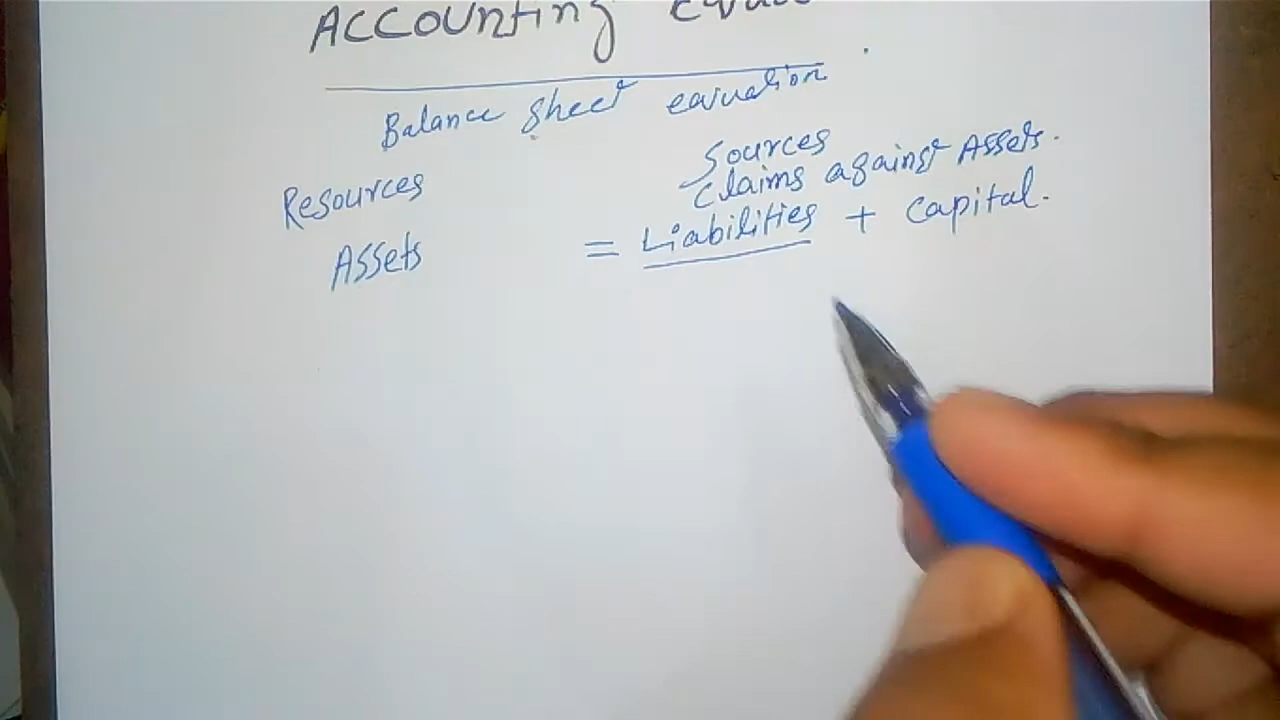 Accounting
Balance sheet equation
Sources
Resources
Claims against Assets.
Assets = Liabilities + Capital.